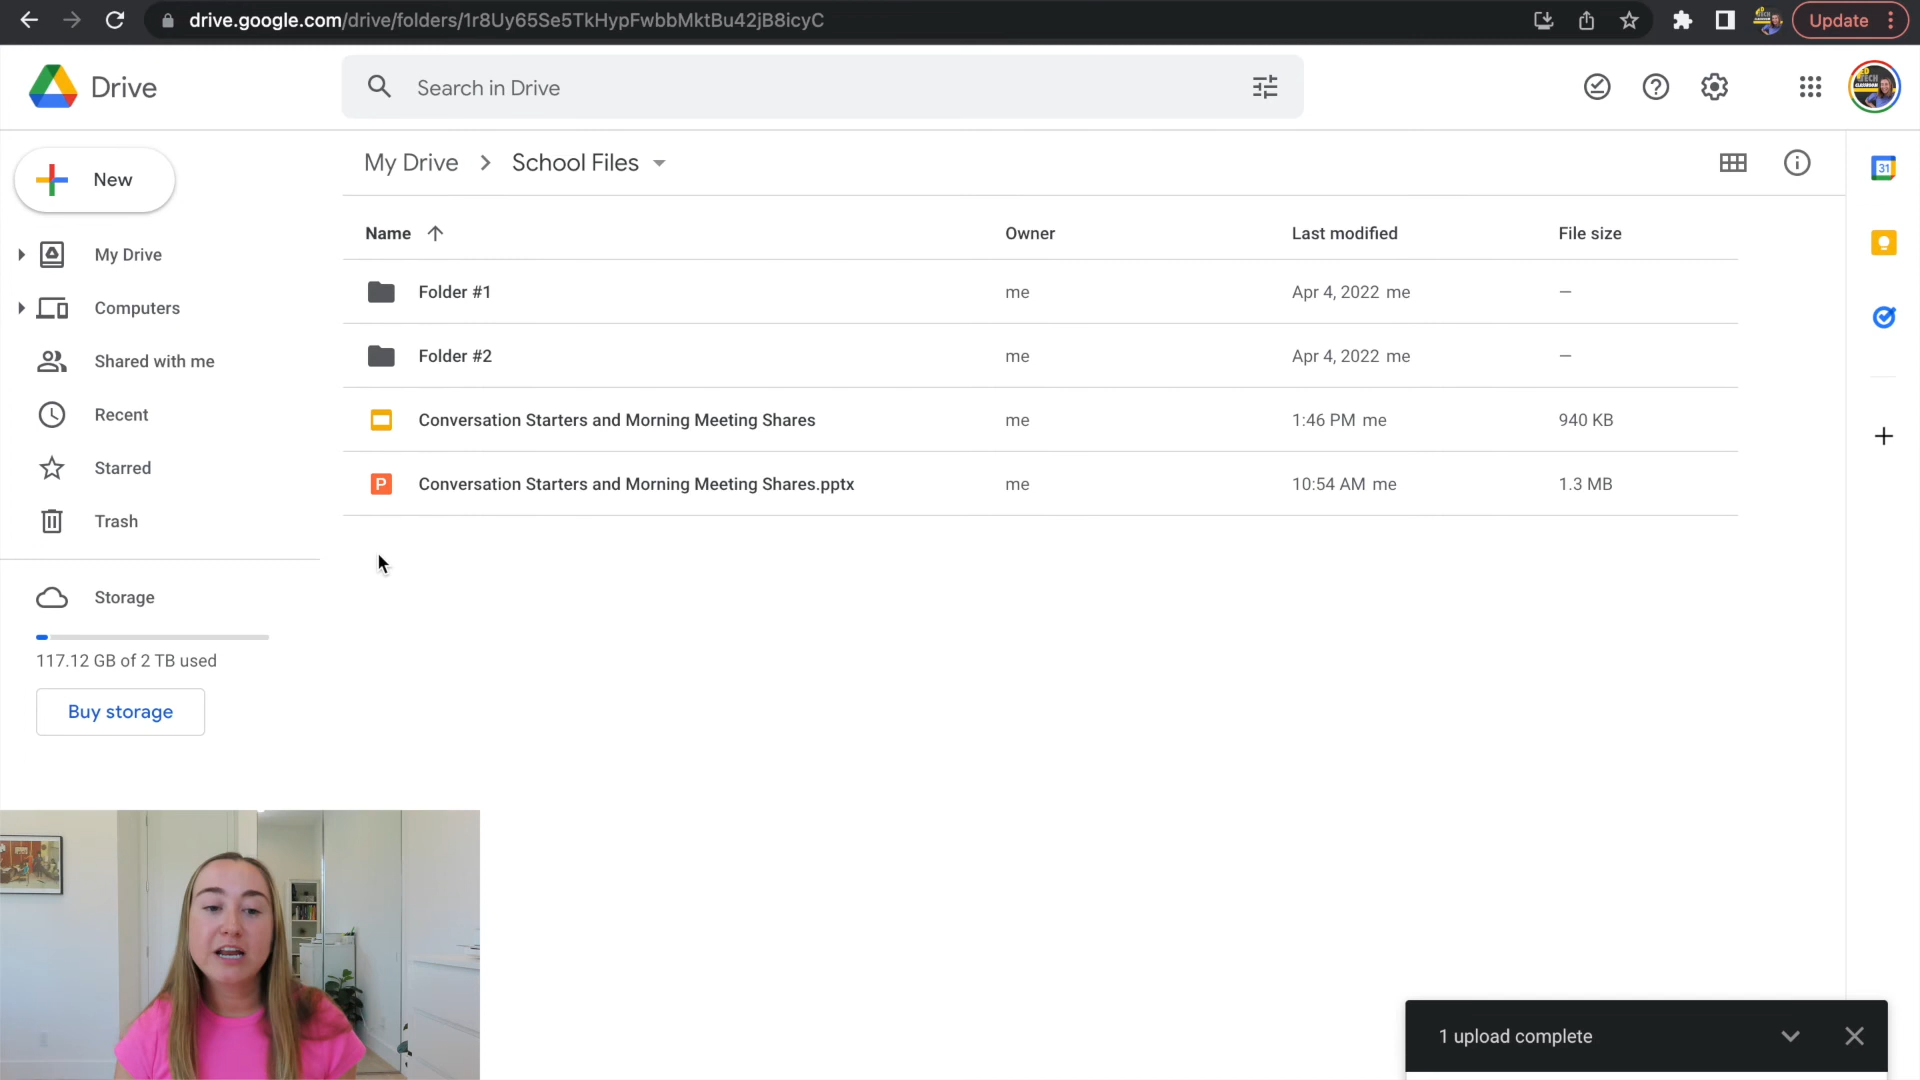 drive.google.com/drive/folders/1r8Uy65Se5TkHypFwbbMktBu42jB8icyC
Update
Drive
Search in Drive
New
My Drive
Computers
Shared with me
Recent
Starred
Trash
Storage
117.12 GB of 2 TB used
Buy storage
My Drive > School Files
Name Owner Last modified File size
Folder #1 me Apr 4, 2022 me –
Folder #2 me Apr 4, 2022 me –
Conversation Starters and Morning Meeting Shares me 1:46 PM me 940 KB
P Conversation Starters and Morning Meeting Shares.pptx me 10:54 AM me 1.3 MB
31
1 upload complete